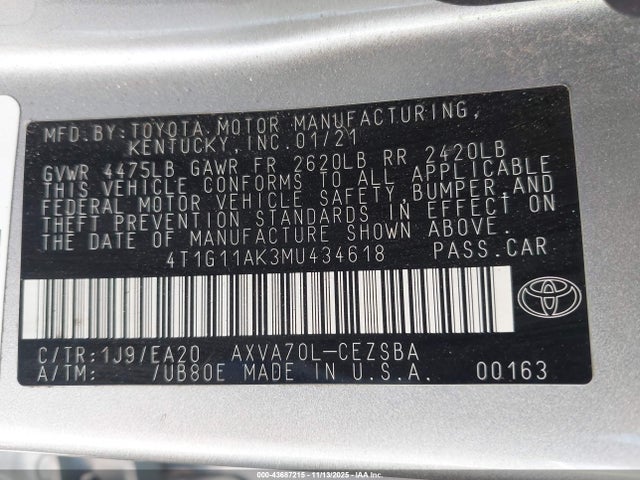 MFD.BY:TOYOTA MOTOR MANUFACTURING,
KENTUCKY, INC. 01/21
GVWR 4475LB GAWR FR 2620LB RR 2420LB
THIS VEHICLE CONFORMS TO ALL APPLICABLE
FEDERAL MOTOR VEHICLE SAFETY,BUMPER,AND
THEFT PREVENTION STANDARDS IN EFFECT ON
THE DATE OF MANUFACTURE SHOWN ABOVE.
4T1G11AK3MU434618 PASS.CAR
C/TR:1J9/EA20 AXVA70L-CEZSBA
A/TM: /UB80E MADE IN U.S.A. 00163
000-43687215 - 11/13/2025 - IAAI.COM